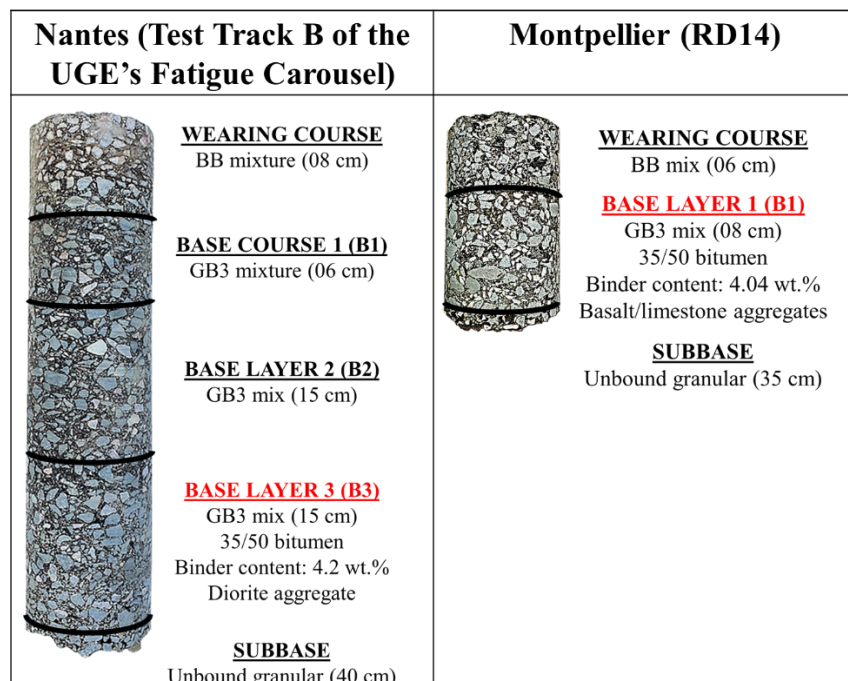 Nantes (Test Track B of the
UGE's Fatigue Carousel)
Montpellier (RD14)
WEARING COURSE
BB mixture (08 cm)
BASE COURSE 1 (B1)
GB3 mixture (06 cm)
BASE LAYER 2 (B2)
GB3 mix (15 cm)
BASE LAYER 3 (B3)
GB3 mix (15 cm)
35/50 bitumen
Binder content: 4.2 wt.%
Diorite aggregate
SUBBASE
Unbound granular (40 cm)
WEARING COURSE
BB mix (06 cm)
BASE LAYER 1 (B1)
GB3 mix (08 cm)
35/50 bitumen
Binder content: 4.04 wt.%
Basalt/limestone aggregates
SUBBASE
Unbound granular (35 cm)